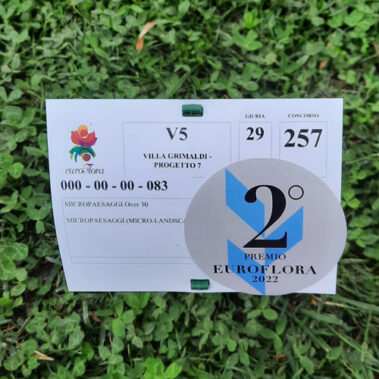 V5
GIURIA
29
CONCORSO
257
VILLA GRIMALDI -
PROGETTO 7
euroflora
000 - 00 - 00 - 083
MICROPAESAGGI Over 30
MICROPAESAGGI (MICRO-LANDSCA
2°
PREMIO
EUROFLORA
2022